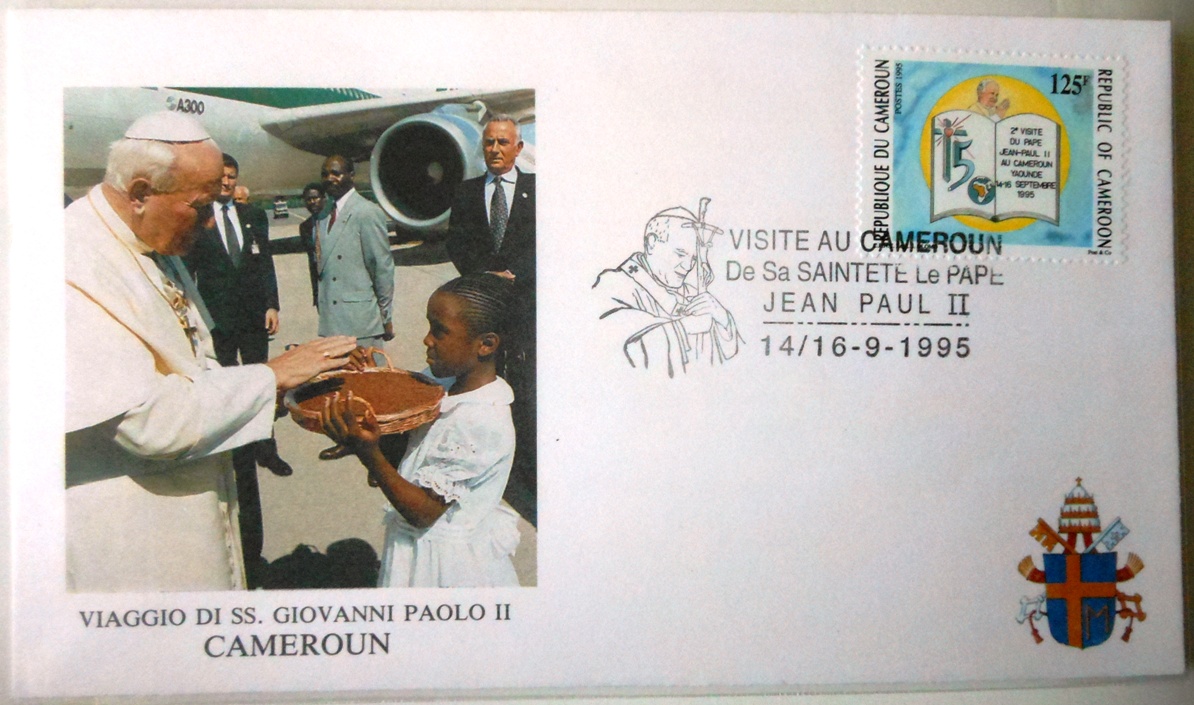 A300
VIAGGIO DI SS. GIOVANNI PAOLO II
CAMEROUN
VISITE AU CAMEROUN
De Sa SAINTETE Le PAPE
JEAN PAUL II
14/16-9-1995
REPUBLIQUE DU CAMEROUN
POSTES 1995
125F
REPUBLIC OF CAMEROON
15
2e VISITE
DU PAPE
JEAN-PAUL II
AU CAMEROUN
YAOUNDE
14-16 SEPTEMBRE
1995
M